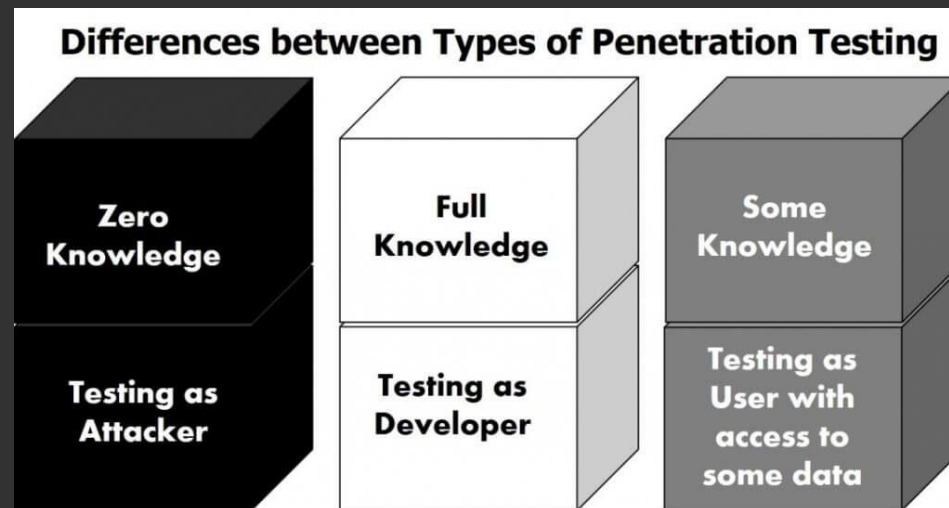 Differences between Types of Penetration Testing
Zero
Knowledge
Testing as
Attacker
Full
Knowledge
Testing as
Developer
Some
Knowledge
Testing as
User with
access to
some data